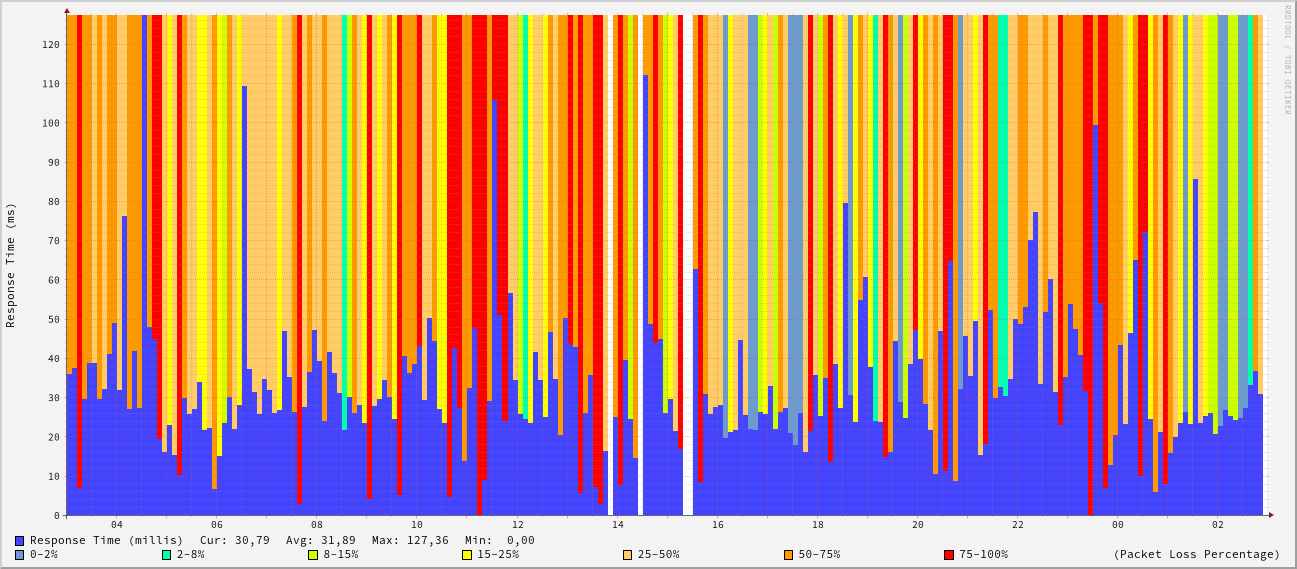 RRDTOOL / TOBI OETIKER
Response Time (ms)
120
110
100
90
80
70
60
50
40
30
20
10
0
04 06 08 10 12 14 16 18 20 22 00 02
Response Time (millis) Cur: 30,79 Avg: 31,89 Max: 127,36 Min: 0,00
0-2% 2-8% 8-15% 15-25% 25-50% 50-75% 75-100% (Packet Loss Percentage)